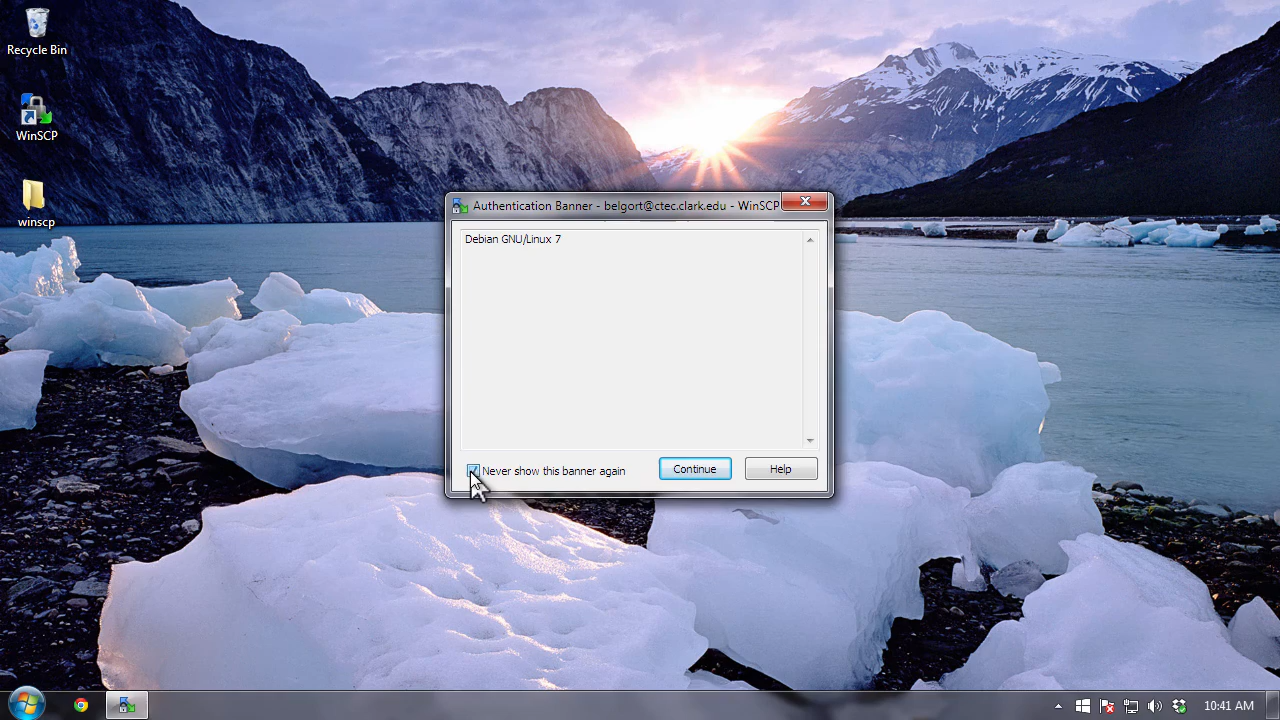 Recycle Bin
WinSCP
winscp
Authentication Banner - belgort@ctec.clark.edu - WinSCP
Debian GNU/Linux 7
Never show this banner again
Continue
Help
10:41 AM